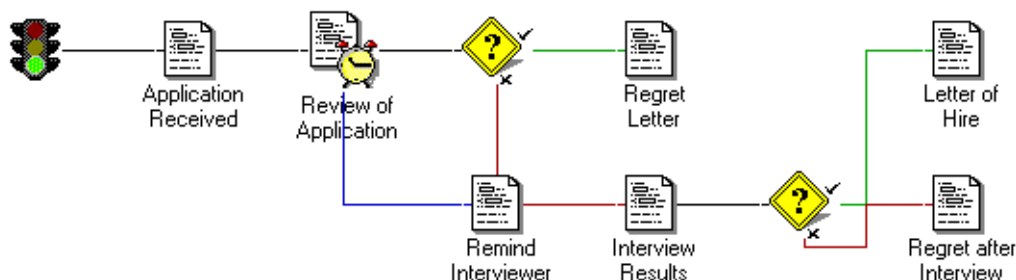 ?
Application
Received
Review of
Application
Regret
Letter
Letter of
Hire
?
Remind
Interviewer
Interview
Results
Regret after
Interview